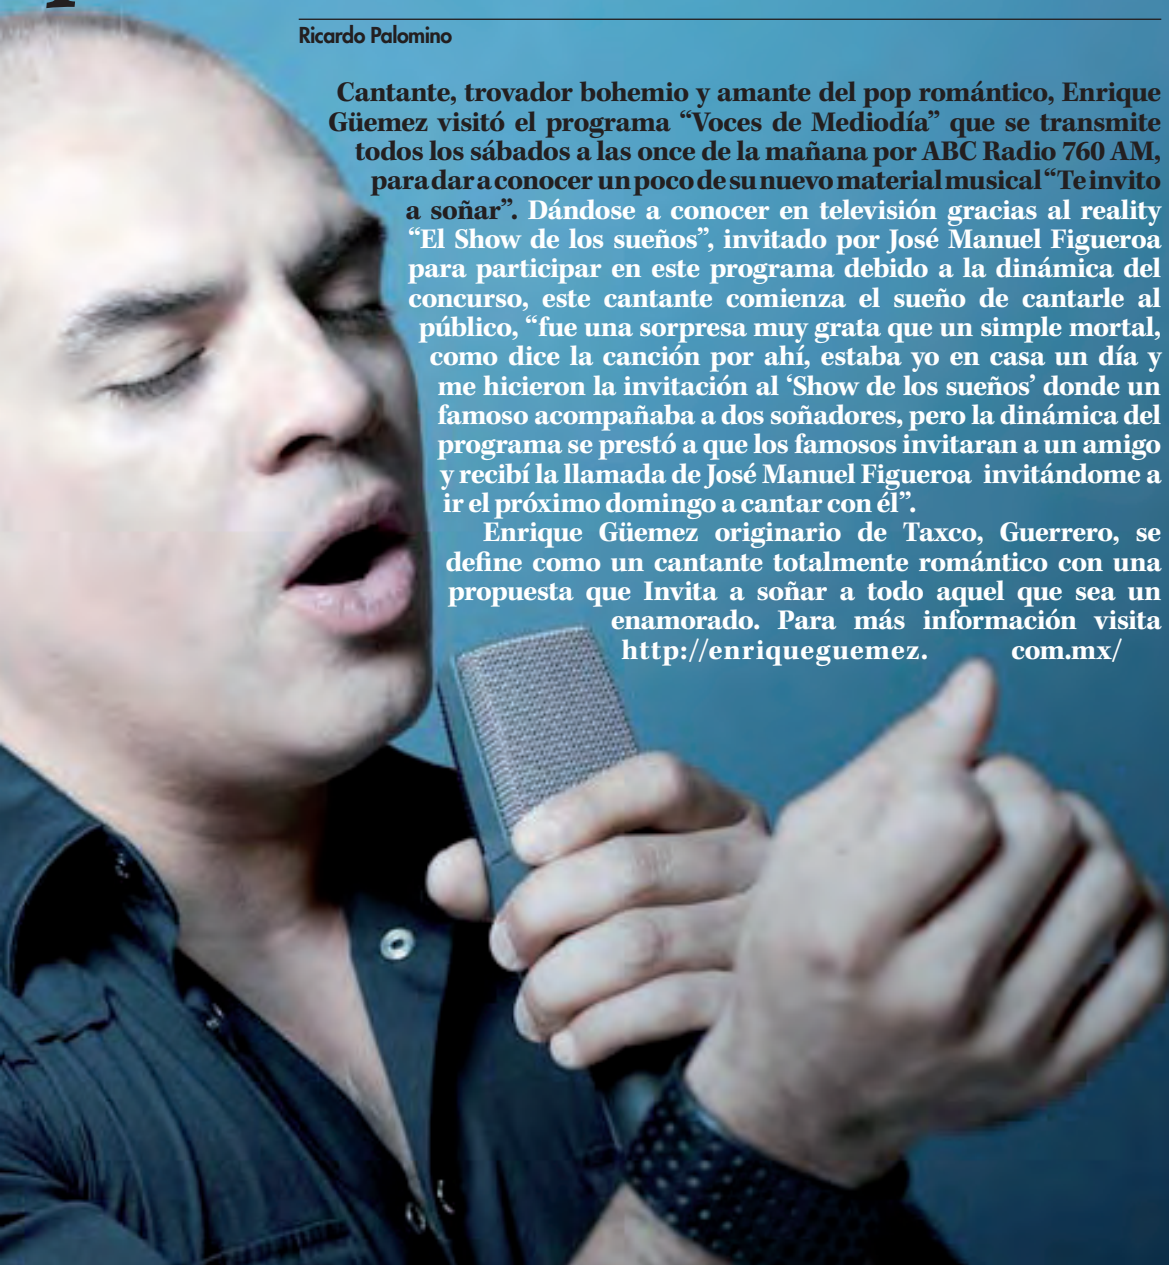 Ricardo Palomino
Cantante, trovador bohemio y amante del pop romántico, Enrique
Güemez visitó el programa “Voces de Mediodía” que se transmite
todos los sábados a las once de la mañana por ABC Radio 760 AM,
para dar a conocer un poco de su nuevo material musical “Te invito
a soñar”. Dándose a conocer en televisión gracias al reality
“El Show de los sueños”, invitado por José Manuel Figueroa
para participar en este programa debido a la dinámica del
concurso, este cantante comienza el sueño de cantarle al
público, “fue una sorpresa muy grata que un simple mortal,
como dice la canción por ahí, estaba yo en casa un día y
me hicieron la invitación al ‘Show de los sueños’ donde un
famoso acompañaba a dos soñadores, pero la dinámica del
programa se prestó a que los famosos invitaran a un amigo
y recibí la llamada de José Manuel Figueroa invitándome a
ir el próximo domingo a cantar con él”.
Enrique Güemez originario de Taxco, Guerrero, se
define como un cantante totalmente romántico con una
propuesta que Invita a soñar a todo aquel que sea un
enamorado. Para más información visita
http://enriqueguemez. com.mx/